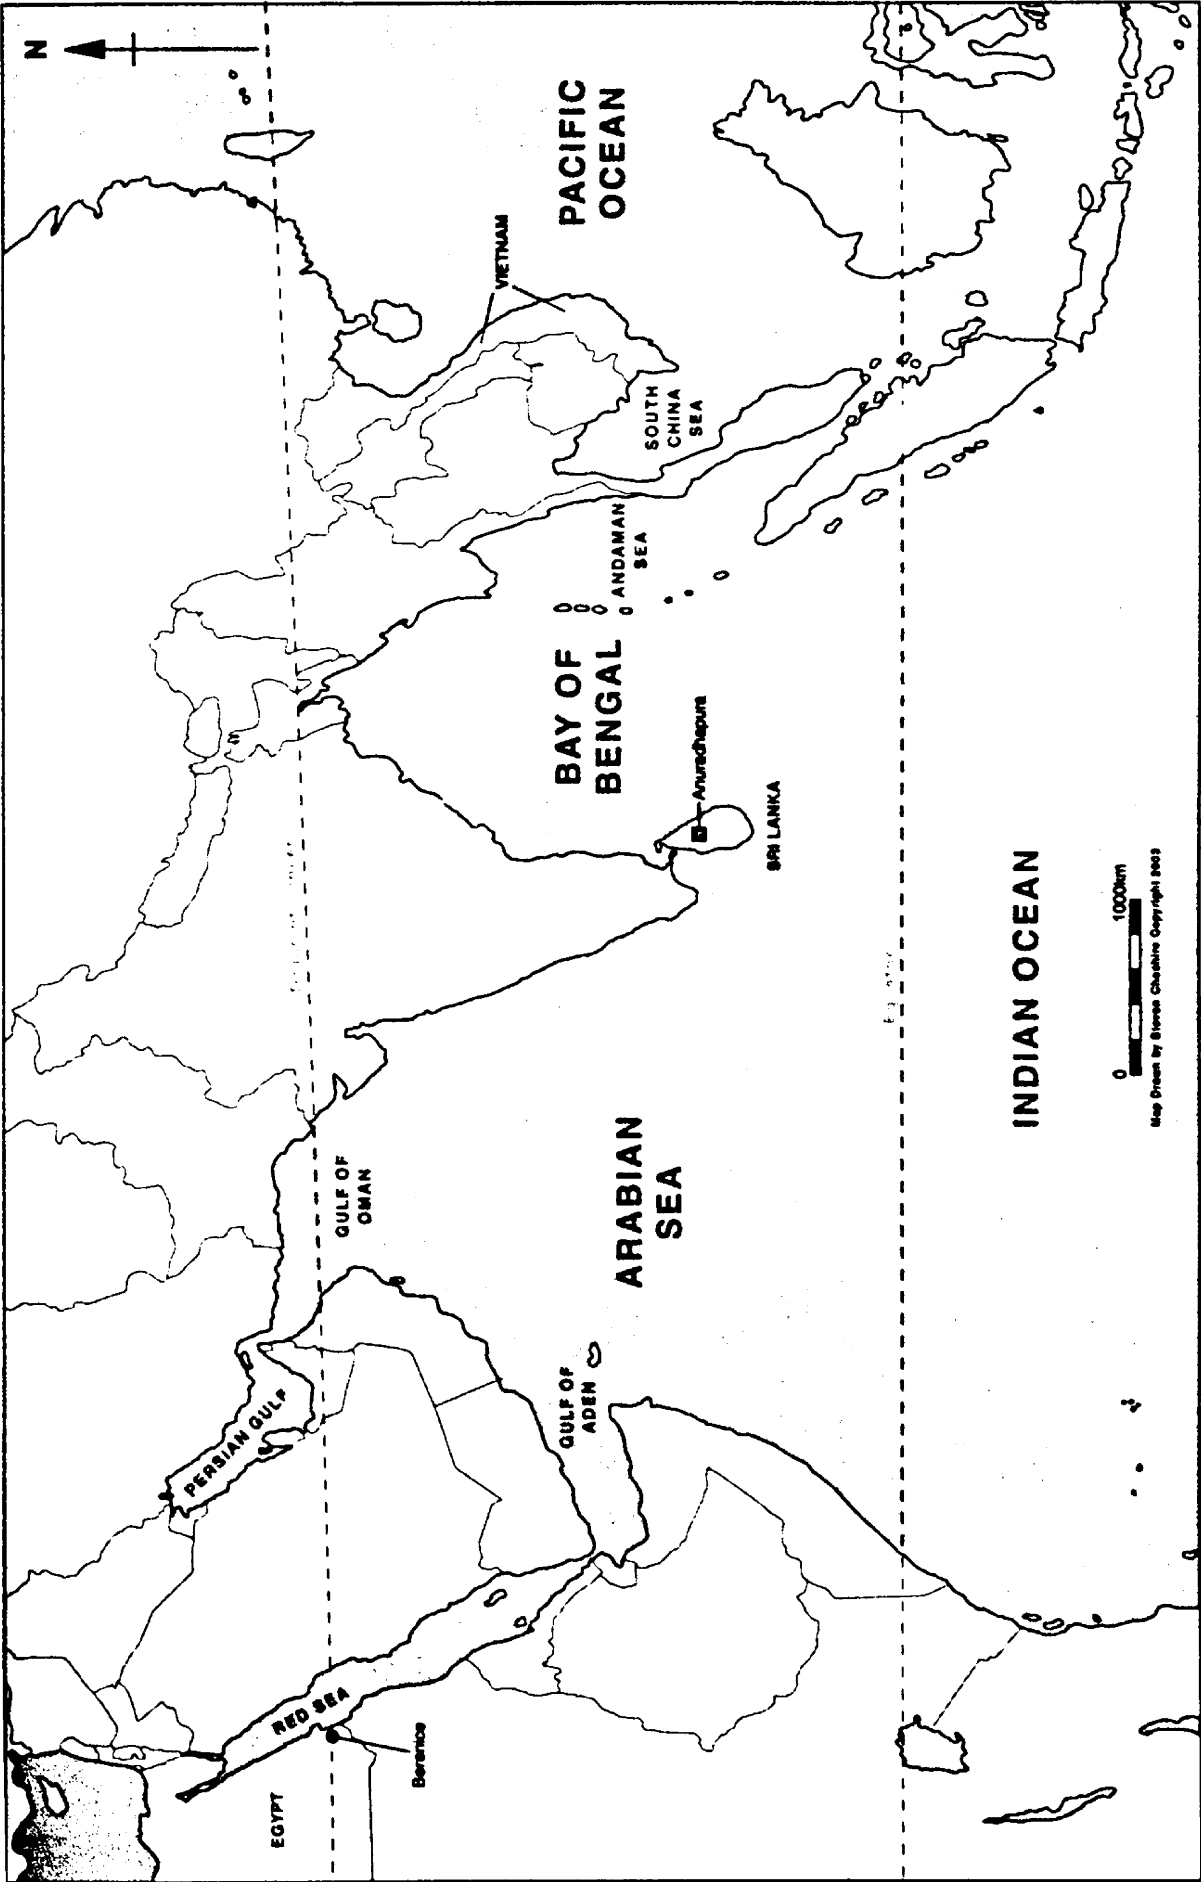 N
PACIFIC
OCEAN
VIETNAM
SOUTH
CHINA
SEA
ANDAMAN
SEA
BAY OF
BENGAL
Anuradhapura
SRI LANKA
INDIAN OCEAN
0
1000km
Map Drawn by Steven Cheshire Copyright 2003
Equator
ARABIAN
SEA
GULF OF
OMAN
PERSIAN GULF
GULF OF
ADEN
RED SEA
Berenice
EGYPT